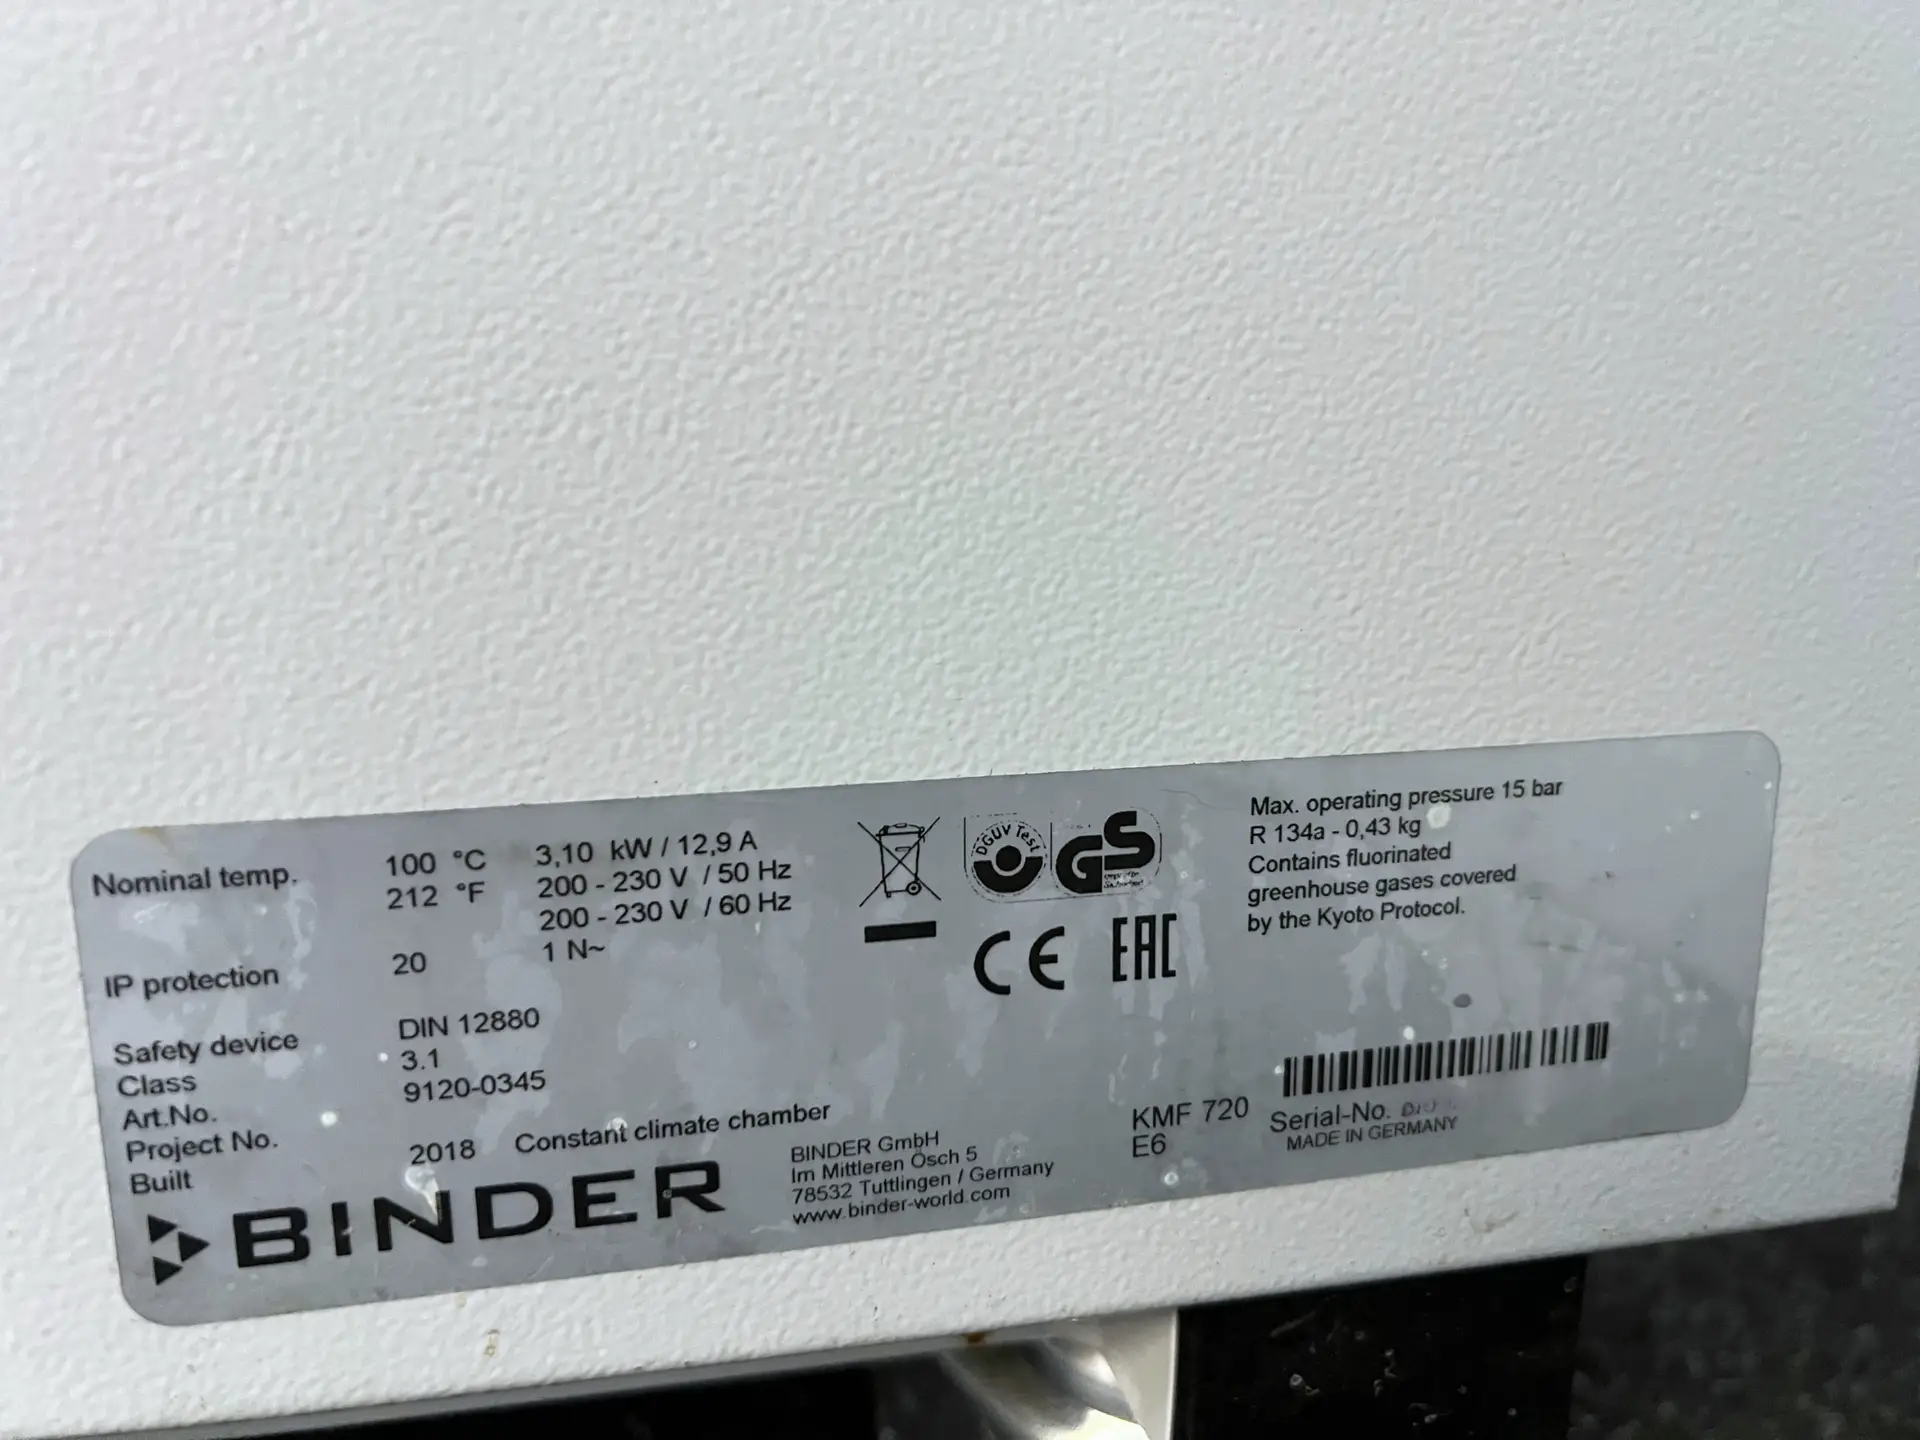 Nominal temp. 100 °C 3,10 kW / 12,9 A
212 °F 200 - 230 V / 50 Hz
200 - 230 V / 60 Hz
IP protection 20 1 N~
Safety device DIN 12880
Class 3.1
Art.No. 9120-0345
Project No.
Built 2018 Constant climate chamber
BINDER
BINDER GmbH
Im Mittleren Ösch 5
78532 Tuttlingen / Germany
www.binder-world.com
DGUV Test
GS
CE EAC
Max. operating pressure 15 bar
R 134a - 0,43 kg
Contains fluorinated
greenhouse gases covered
by the Kyoto Protocol.
KMF 720
E6
Serial-No.
MADE IN GERMANY